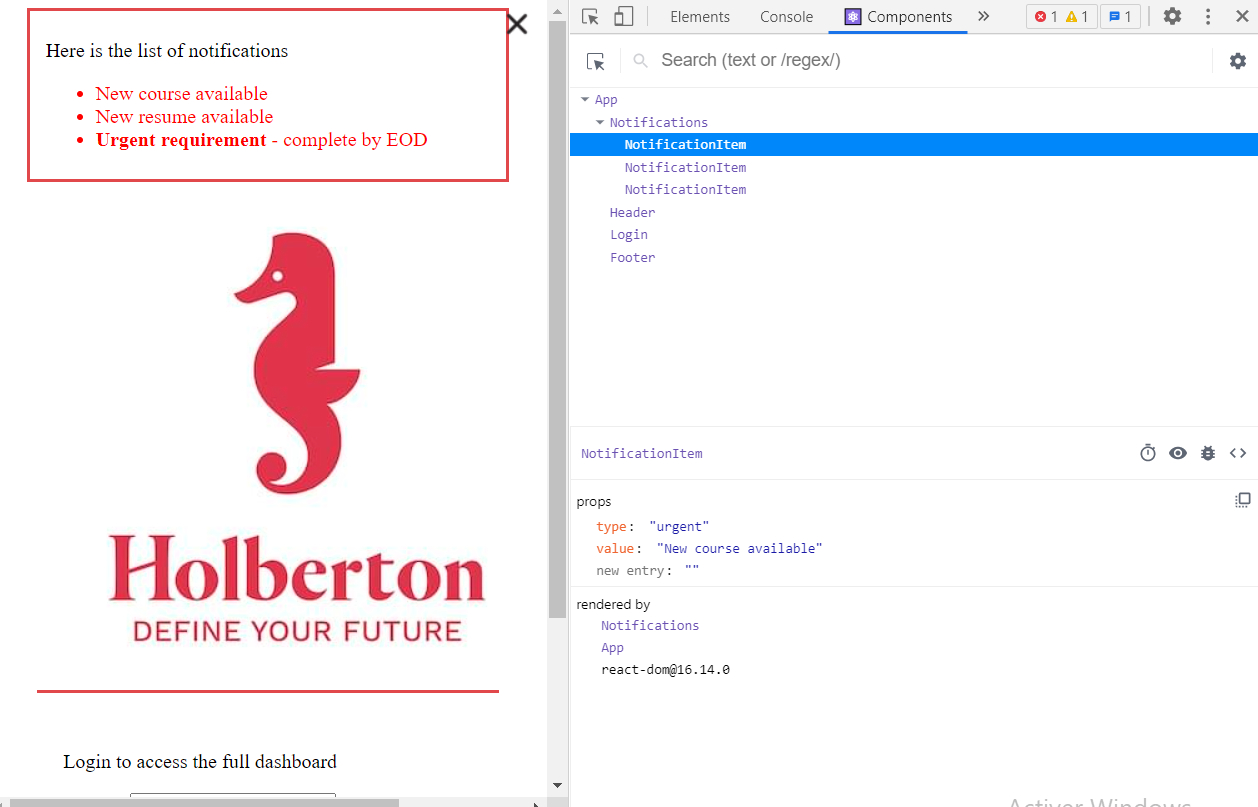 Here is the list of notifications
New course available
New resume available
Urgent requirement - complete by EOD
Holberton
DEFINE YOUR FUTURE
Login to access the full dashboard
Elements Console Components » 1 1 1
Search (text or /regex/)
App
Notifications
NotificationItem
NotificationItem
NotificationItem
Header
Login
Footer
NotificationItem
props
type: "urgent"
value: "New course available"
new entry: ""
rendered by
Notifications
App
react-dom@16.14.0
Activer Windows